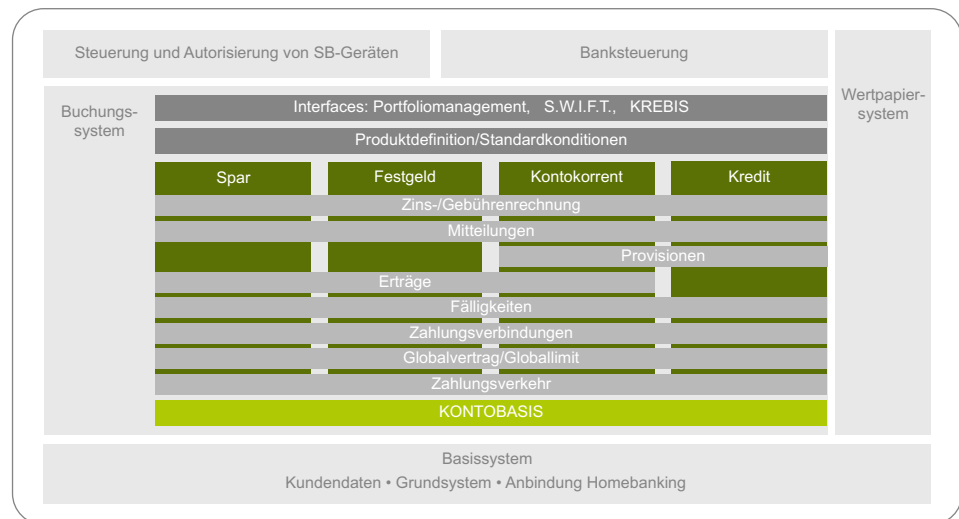 Steuerung und Autorisierung von SB-Geräten
Banksteuerung
Wertpapier-
system
Buchungs-
system
Interfaces: Portfoliomanagement, S.W.I.F.T., KREBIS
Produktdefinition/Standardkonditionen
Spar
Festgeld
Kontokorrent
Kredit
Zins-/Gebührenrechnung
Mitteilungen
Provisionen
Erträge
Fälligkeiten
Zahlungsverbindungen
Globalvertrag/Globallimit
Zahlungsverkehr
KONTOBASIS
Basissystem
Kundendaten • Grundsystem • Anbindung Homebanking